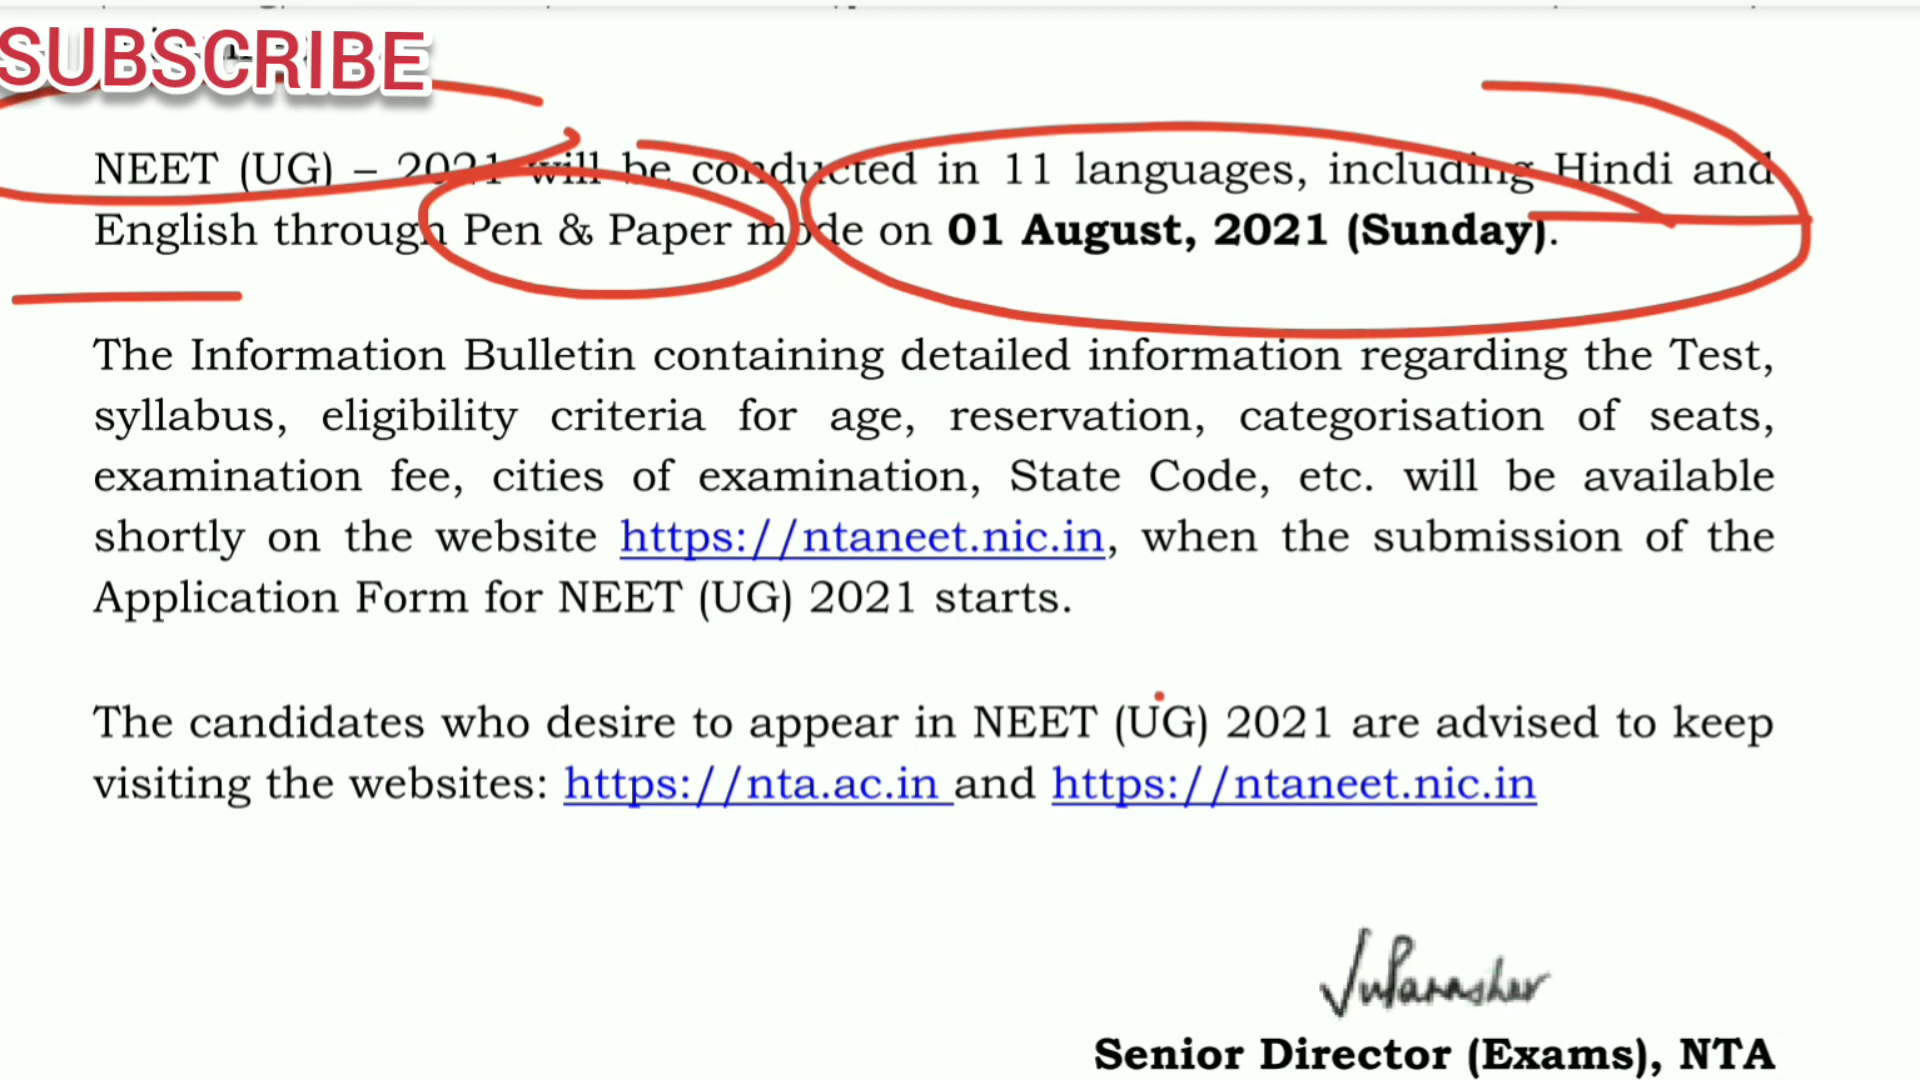 SUBSCRIBE
NEET (UG) – 2021 will be conducted in 11 languages, including Hindi and
English through Pen & Paper mode on 01 August, 2021 (Sunday).
The Information Bulletin containing detailed information regarding the Test,
syllabus, eligibility criteria for age, reservation, categorisation of seats,
examination fee, cities of examination, State Code, etc. will be available
shortly on the website https://ntaneet.nic.in, when the submission of the
Application Form for NEET (UG) 2021 starts.
The candidates who desire to appear in NEET (UG) 2021 are advised to keep
visiting the websites: https://nta.ac.in and https://ntaneet.nic.in
Senior Director (Exams), NTA